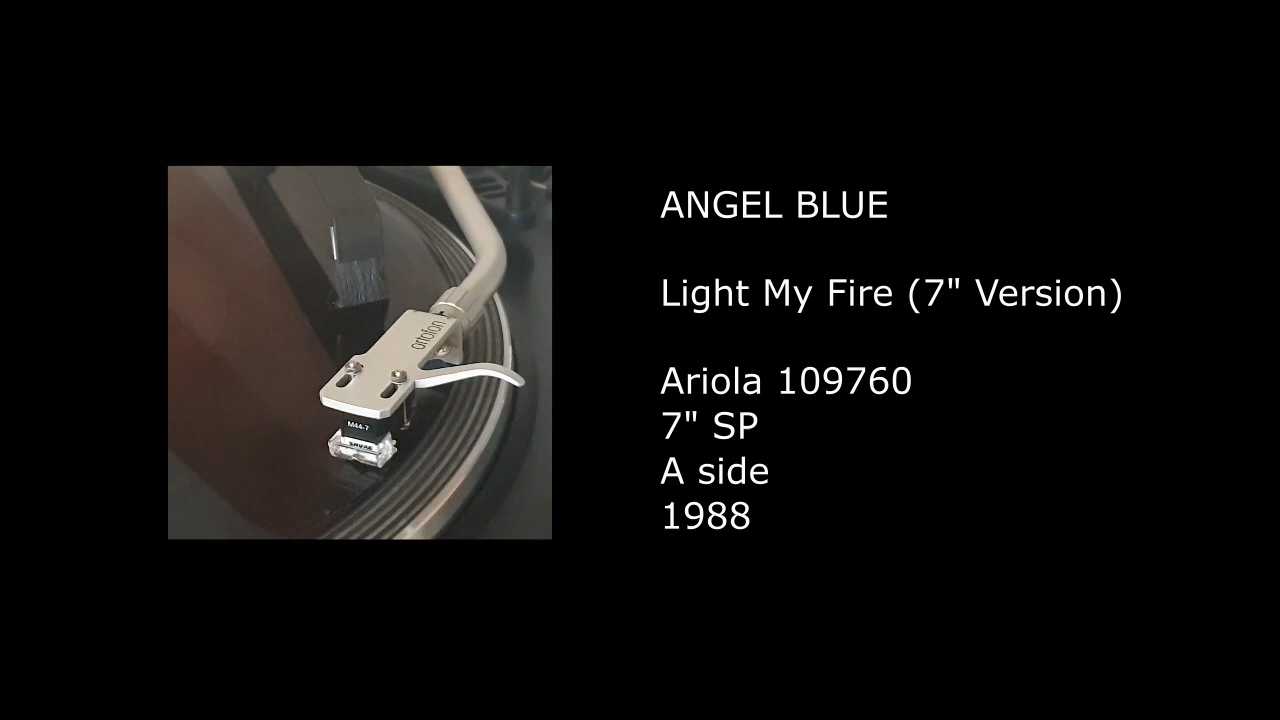 ANGEL BLUE
Light My Fire (7" Version)
Ariola 109760
7" SP
A side
1988
ortofon
M44-7
SHURE